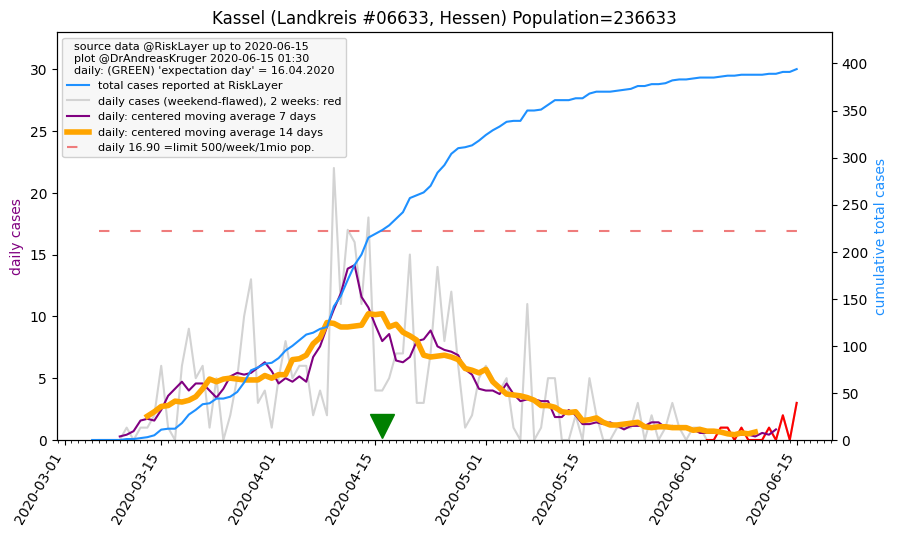 Kassel (Landkreis #06633, Hessen) Population=236633
source data @RiskLayer up to 2020-06-15
plot @DrAndreasKruger 2020-06-15 01:30
daily: (GREEN) 'expectation day' = 16.04.2020
total cases reported at RiskLayer
daily cases (weekend-flawed), 2 weeks: red
daily: centered moving average 7 days
daily: centered moving average 14 days
daily 16.90 =limit 500/week/1mio pop.
daily cases
30
25
20
15
10
5
0
cumulative total cases
400
350
300
250
200
150
100
50
0
2020-03-01
2020-03-15
2020-04-01
2020-04-15
2020-05-01
2020-05-15
2020-06-01
2020-06-15